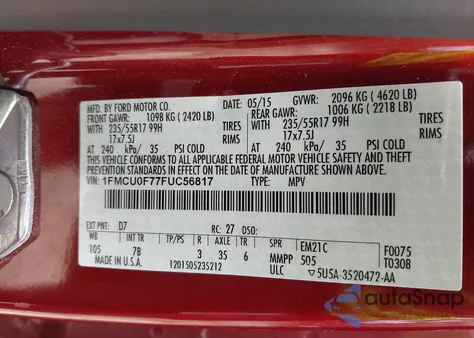 MFD. BY FORD MOTOR CO.
DATE: 05/15 GVWR: 2096 KG ( 4620 LB)
FRONT GAWR: 1098 KG ( 2420 LB) REAR GAWR: 1006 KG ( 2218 LB)
WITH 235/55R17 99H TIRES WITH 235/55R17 99H TIRES
17x7.5J RIMS 17x7.5J RIMS
AT 240 kPa/ 35 PSI COLD AT 240 kPa/ 35 PSI COLD
THIS VEHICLE CONFORMS TO ALL APPLICABLE FEDERAL MOTOR VEHICLE SAFETY AND THEFT PREVENTION STANDARDS IN EFFECT ON THE DATE OF MANUFACTURE SHOWN ABOVE.
VIN: 1FMCU0F77FUC56817 TYPE: MPV
EXT PNT: D7 RC: 27 DSO:
WB INT TR TP/PS R AXLE TR SPR EM21C F0075
105 7B 3 35 6 MMPP 505 T0308
MADE IN U.S.A. 1201505235212 ULC 5U5A-3520472-AA
autoSnap